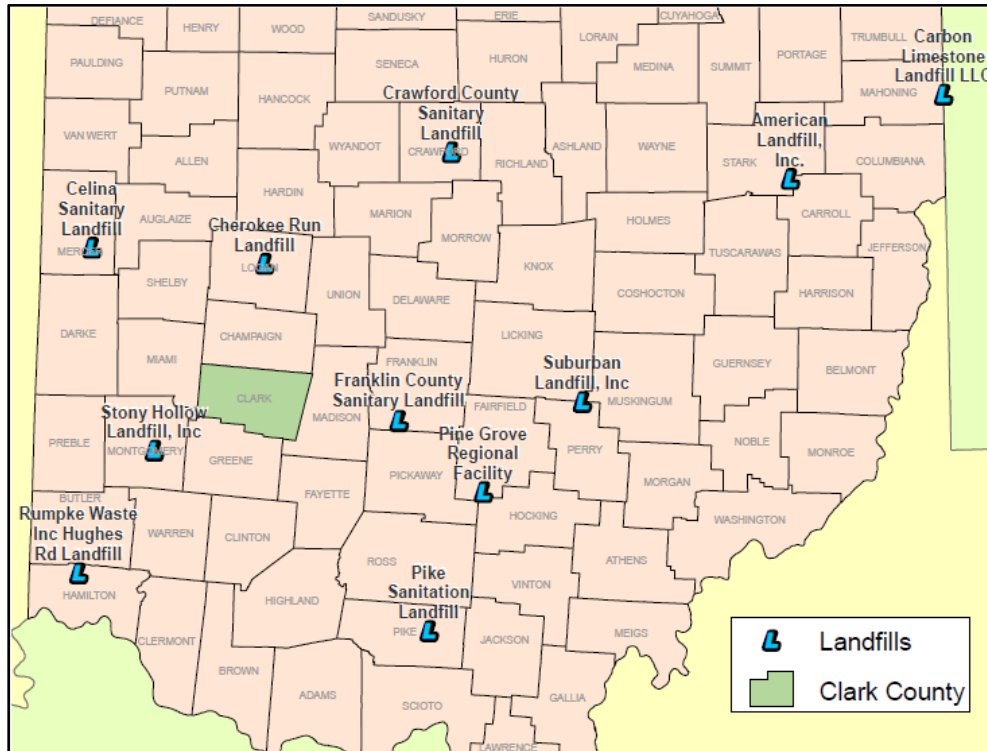 DEFIANCE
HENRY
WOOD
SANDUSKY
ERIE
LORAIN
CUYAHOGA
TRUMBULL
Carbon
Limestone
Landfill LLC
PAULDING
PUTNAM
HANCOCK
SENECA
HURON
MEDINA
SUMMIT
PORTAGE
MAHONING
Crawford County
Sanitary
Landfill
CRAWFORD
VAN WERT
ALLEN
WYANDOT
RICHLAND
ASHLAND
WAYNE
STARK
American
Landfill,
Inc.
COLUMBIANA
Celina
Sanitary
Landfill
MERCER
AUGLAIZE
HARDIN
MARION
MORROW
HOLMES
CARROLL
JEFFERSON
Cherokee Run
Landfill
LOGAN
SHELBY
UNION
DELAWARE
KNOX
COSHOCTON
TUSCARAWAS
HARRISON
DARKE
MIAMI
CHAMPAIGN
LICKING
GUERNSEY
BELMONT
CLARK
MADISON
FRANKLIN
Franklin County
Sanitary Landfill
Suburban
Landfill, Inc
FAIRFIELD
MUSKINGUM
Stony Hollow
Landfill, Inc
MONTGOMERY
PREBLE
GREENE
Pine Grove
Regional
Facility
PICKAWAY
PERRY
NOBLE
MONROE
MORGAN
BUTLER
Rumpke Waste
Inc Hughes
Rd Landfill
HAMILTON
WARREN
CLINTON
FAYETTE
HOCKING
WASHINGTON
ROSS
ATHENS
VINTON
HIGHLAND
Pike
Sanitation
Landfill
PIKE
JACKSON
MEIGS
CLERMONT
BROWN
ADAMS
SCIOTO
GALLIA
LAWRENCE
Landfills
Clark County